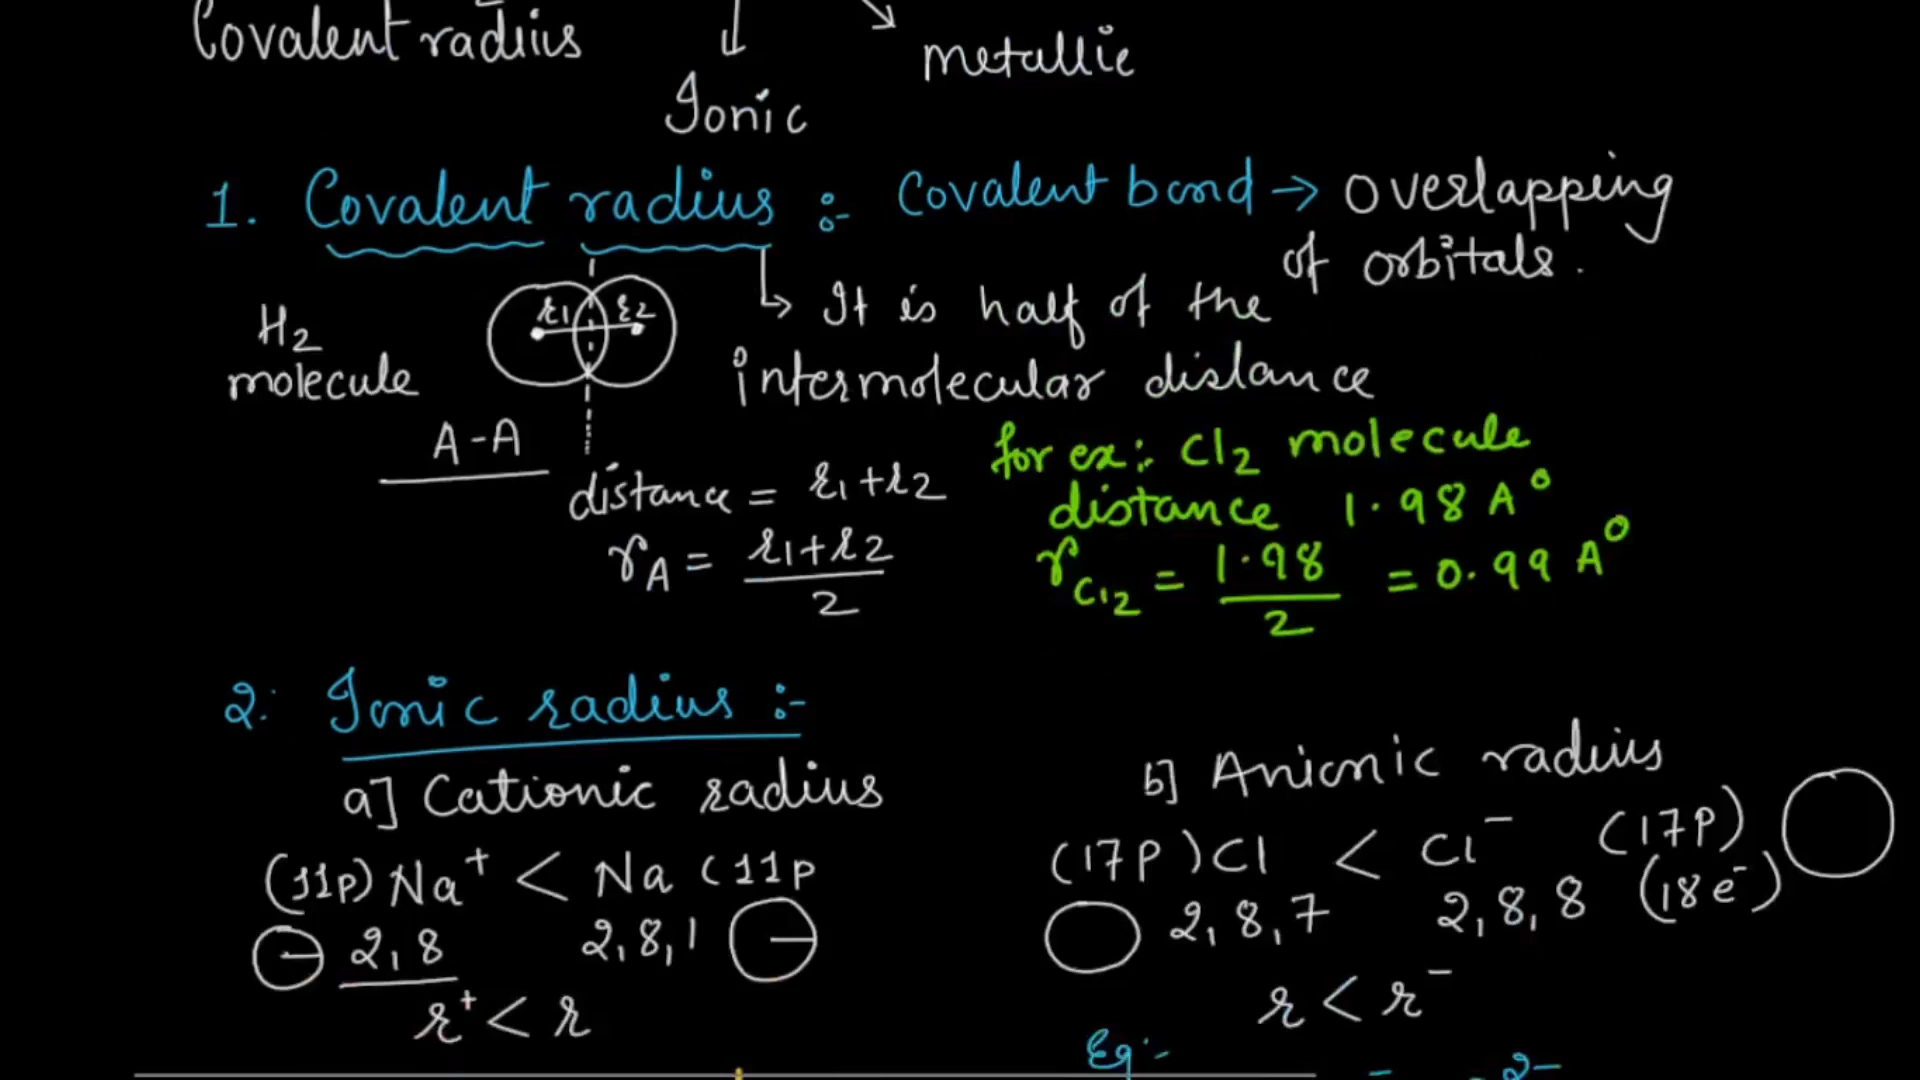 Covalent radius
metallic
Ionic
1. Covalent radius :- Covalent bond → Overlapping
of orbitals.
r1 r2
H2
molecule
↳ It is half of the
intermolecular distance
A-A
distance = r1+r2
rA = r1+r2
2
for ex:. Cl2 molecule
distance 1.98 A°
rCl2 = 1.98 = 0.99 A°
2
2. Ionic radius :-
a] Cationic radius
(11p) Na⁺ < Na (11p
2,8 2,8,1
r⁺ < r
b] Anionic radius
(17P) Cl < Cl⁻ (17P)
2,8,7 2,8,8 (18e⁻)
r < r⁻
Eg:-
2-